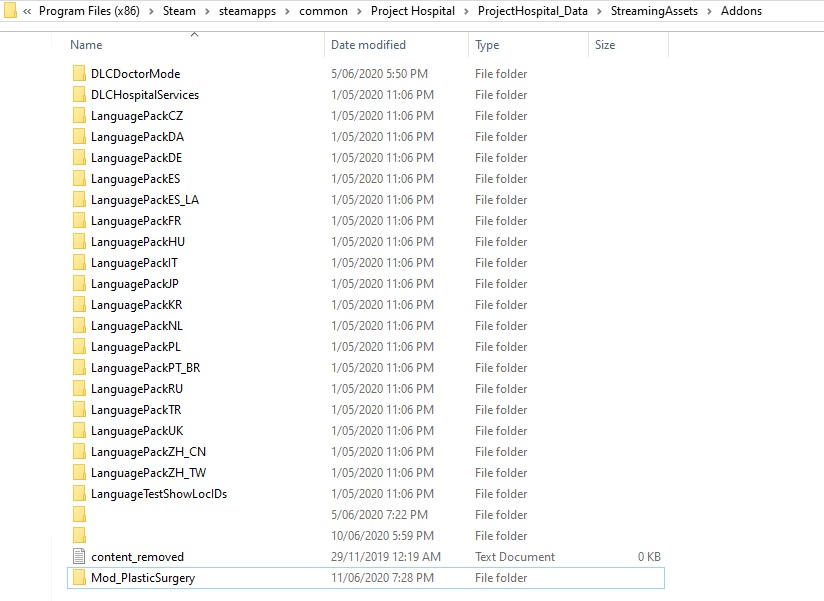 « Program Files (x86) > Steam > steamapps > common > Project Hospital > ProjectHospital_Data > StreamingAssets > Addons
Name Date modified Type Size
DLCDoctorMode 5/06/2020 5:50 PM File folder
DLCHospitalServices 1/05/2020 11:06 PM File folder
LanguagePackCZ 1/05/2020 11:06 PM File folder
LanguagePackDA 1/05/2020 11:06 PM File folder
LanguagePackDE 1/05/2020 11:06 PM File folder
LanguagePackES 1/05/2020 11:06 PM File folder
LanguagePackES_LA 1/05/2020 11:06 PM File folder
LanguagePackFR 1/05/2020 11:06 PM File folder
LanguagePackHU 1/05/2020 11:06 PM File folder
LanguagePackIT 1/05/2020 11:06 PM File folder
LanguagePackJP 1/05/2020 11:06 PM File folder
LanguagePackKR 1/05/2020 11:06 PM File folder
LanguagePackNL 1/05/2020 11:06 PM File folder
LanguagePackPL 1/05/2020 11:06 PM File folder
LanguagePackPT_BR 1/05/2020 11:06 PM File folder
LanguagePackRU 1/05/2020 11:06 PM File folder
LanguagePackTR 1/05/2020 11:06 PM File folder
LanguagePackUK 1/05/2020 11:06 PM File folder
LanguagePackZH_CN 1/05/2020 11:06 PM File folder
LanguagePackZH_TW 1/05/2020 11:06 PM File folder
LanguageTestShowLocIDs 1/05/2020 11:06 PM File folder
5/06/2020 7:22 PM File folder
10/06/2020 5:59 PM File folder
content_removed 29/11/2019 12:19 AM Text Document 0 KB
Mod_PlasticSurgery 11/06/2020 7:28 PM File folder